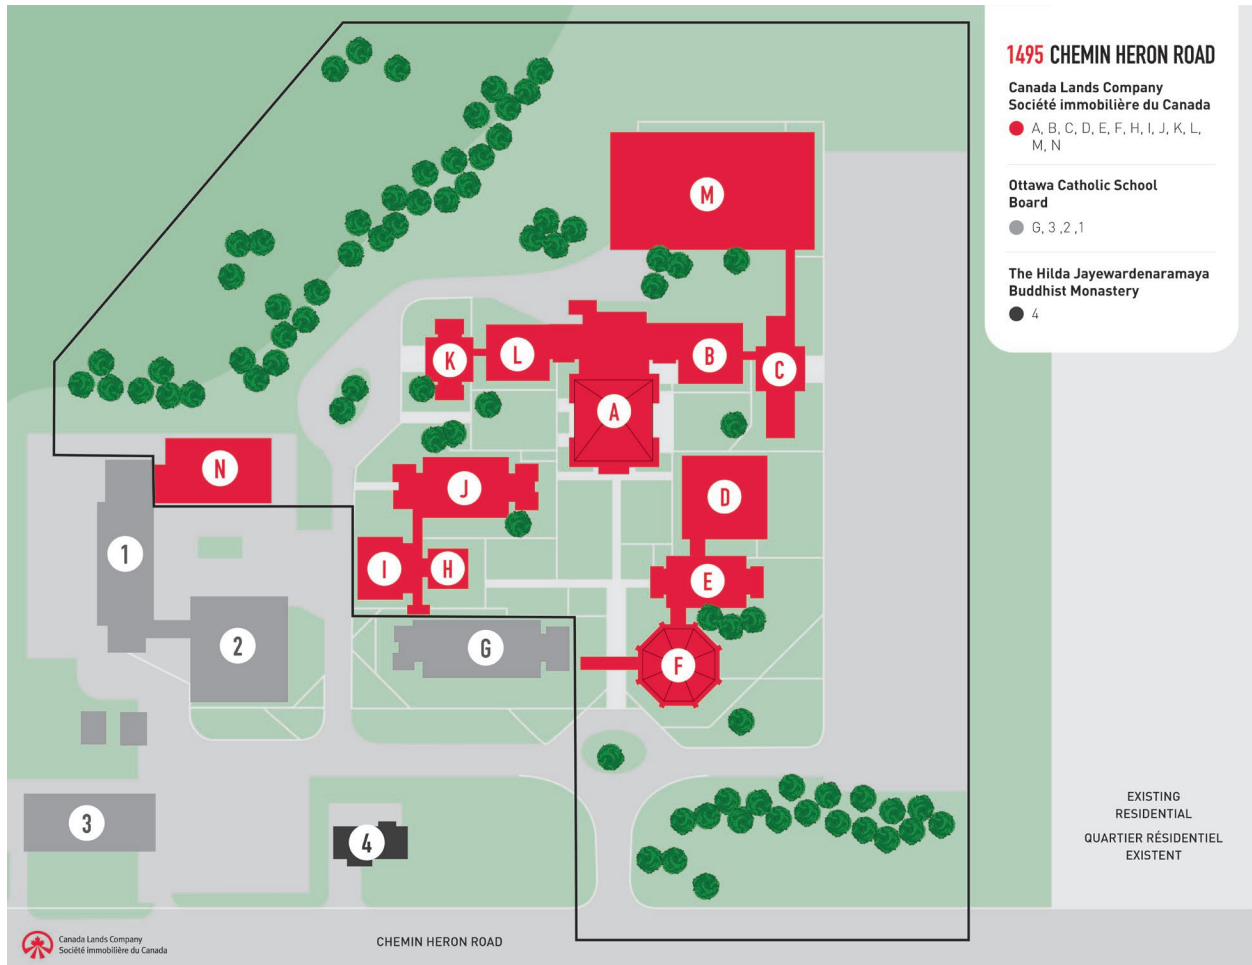 1495 CHEMIN HERON ROAD
Canada Lands Company
Société immobilière du Canada
A, B, C, D, E, F, H, I, J, K, L,
M, N
Ottawa Catholic School
Board
G, 3 ,2 ,1
The Hilda Jayewardenaramaya
Buddhist Monastery
4
M
K
L
B
C
A
N
J
D
1
I
H
E
2
G
F
3
4
EXISTING
RESIDENTIAL
QUARTIER RÉSIDENTIEL
EXISTENT
Canada Lands Company
Société immobilière du Canada
CHEMIN HERON ROAD